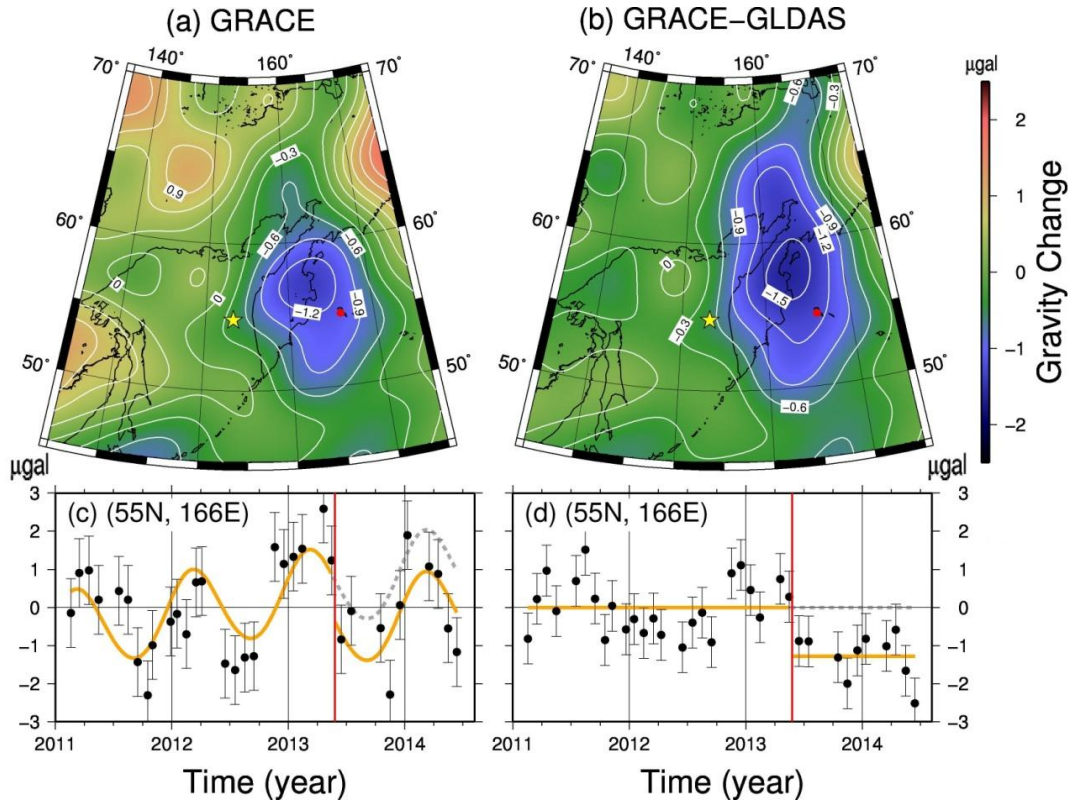 (a) GRACE
(b) GRACE−GLDAS
70° 140° 160° 70°
60° 60°
50° 50°
0.9 −0.3 −0.6 −0.6 −0.9 −1.2 0 0
70° 140° 160° 70°
60° 60°
50° 50°
−0.6 −0.3 −0.9 −0.9 −1.2 −1.5 0 −0.3 −0.6
μgal
2
1
0
−1
−2
Gravity Change
μgal
3
2
1
0
−1
−2
−3
(c) (55N, 166E)
2011 2012 2013 2014
Time (year)
μgal
(d) (55N, 166E)
3
2
1
0
−1
−2
−3
2011 2012 2013 2014
Time (year)